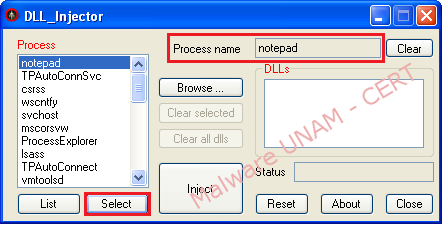 DLL_Injector
Process
Process name notepad Clear
notepad
TPAutoConnSvc
csrss
wscntfy
svchost
mscorsvw
ProcessExplorer
lsass
TPAutoConnect
vmtoolsd
Browse ...
Clear selected
Clear all dlls
DLLs
Inject
Status
List
Select
Reset
About
Close
Malware UNAM - CERT